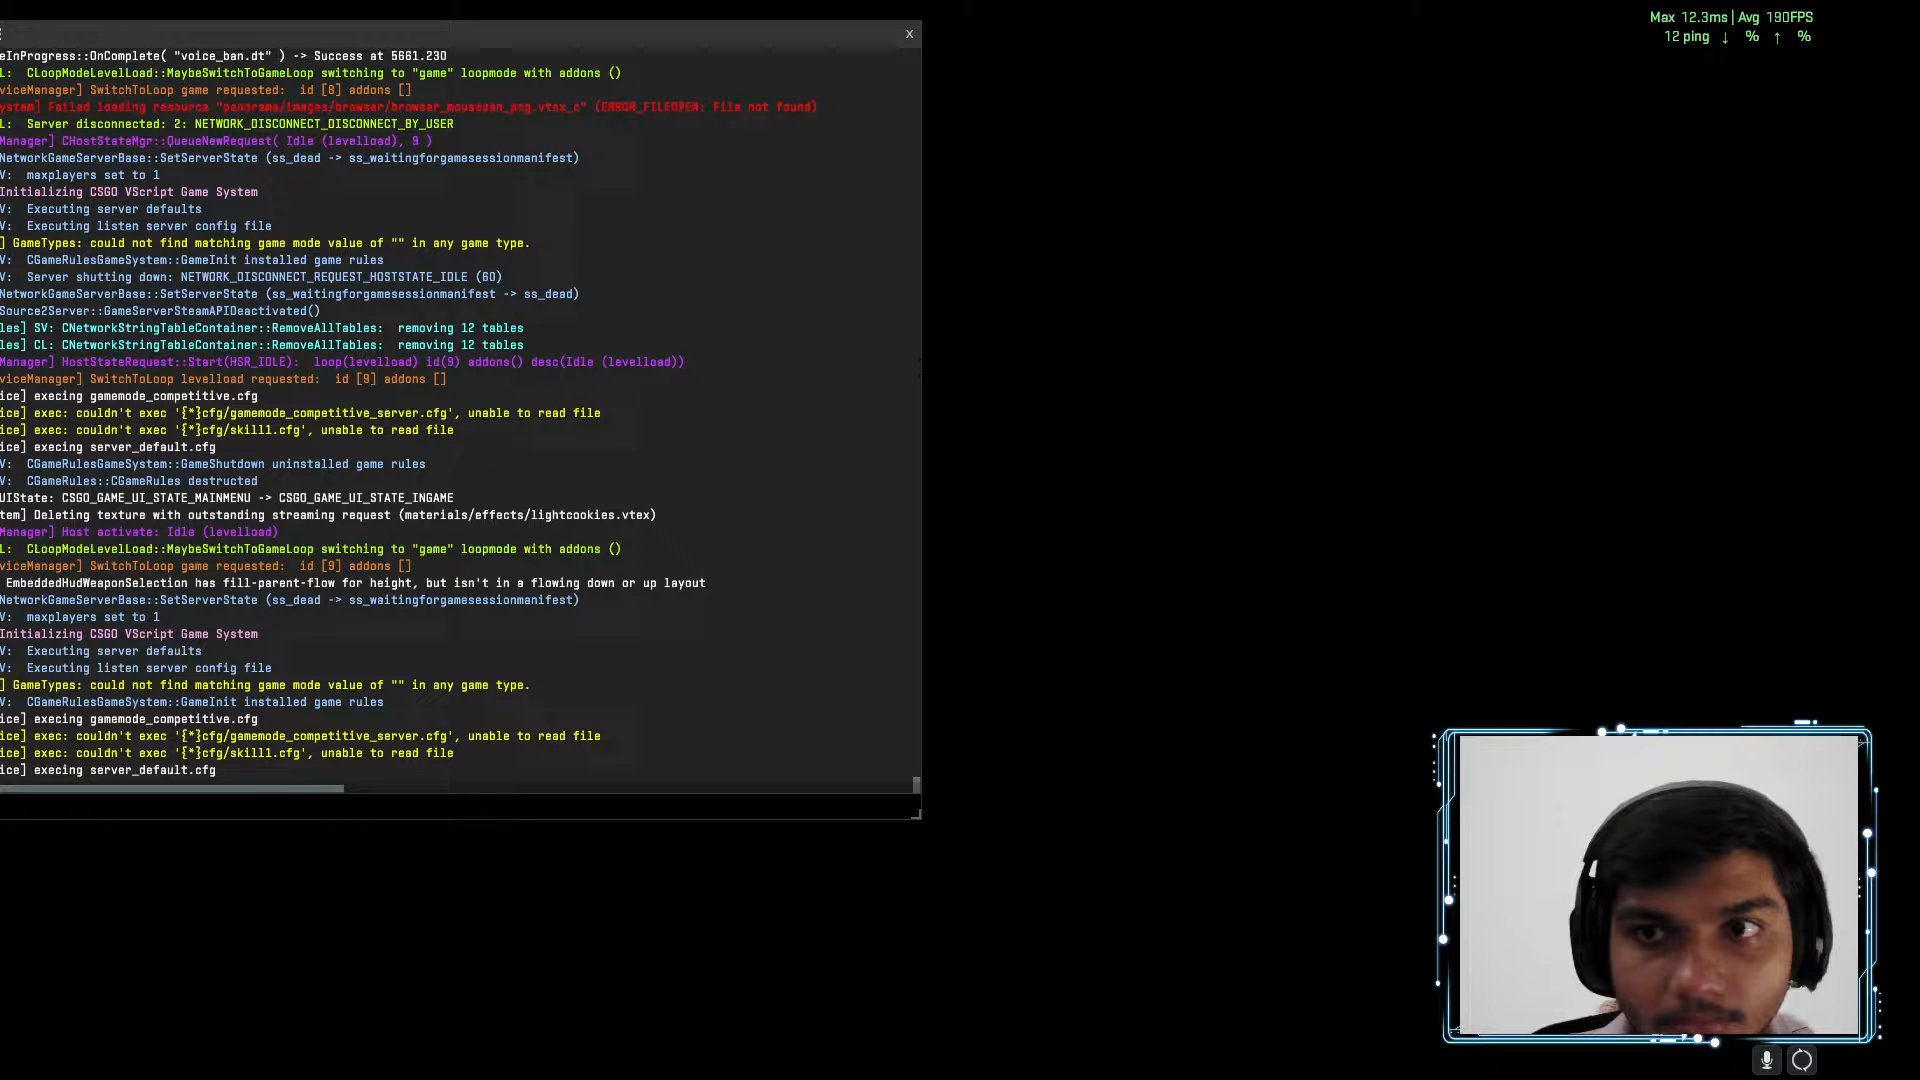 Max 12.3ms | Avg 190FPS
12 ping ↓ % ↑ %
X
eInProgress::OnComplete( "voice_ban.dt" ) -> Success at 5661.230
L: CLoopModeLevelLoad::MaybeSwitchToGameLoop switching to "game" loopmode with addons ()
viceManager] SwitchToLoop game requested: id [8] addons []
ystem] Failed loading resource "panorama/images/browser/browser_mousepan_png.vtex_c" (ERROR_FILEOPEN: File not found)
L: Server disconnected: 2: NETWORK_DISCONNECT_DISCONNECT_BY_USER
Manager] CHostStateMgr::QueueNewRequest( Idle (levelload), 9 )
NetworkGameServerBase::SetServerState (ss_dead -> ss_waitingforgamesessionmanifest)
V: maxplayers set to 1
Initializing CSGO VScript Game System
V: Executing server defaults
V: Executing listen server config file
] GameTypes: could not find matching game mode value of "" in any game type.
V: CGameRulesGameSystem::GameInit installed game rules
V: Server shutting down: NETWORK_DISCONNECT_REQUEST_HOSTSTATE_IDLE (60)
NetworkGameServerBase::SetServerState (ss_waitingforgamesessionmanifest -> ss_dead)
Source2Server::GameServerSteamAPIDeactivated()
les] SV: CNetworkStringTableContainer::RemoveAllTables: removing 12 tables
les] CL: CNetworkStringTableContainer::RemoveAllTables: removing 12 tables
Manager] HostStateRequest::Start(HSR_IDLE): loop(levelload) id(9) addons() desc(Idle (levelload))
viceManager] SwitchToLoop levelload requested: id [9] addons []
ice] execing gamemode_competitive.cfg
ice] exec: couldn't exec '{*}cfg/gamemode_competitive_server.cfg', unable to read file
ice] exec: couldn't exec '{*}cfg/skill1.cfg', unable to read file
ice] execing server_default.cfg
V: CGameRulesGameSystem::GameShutdown uninstalled game rules
V: CGameRules::CGameRules destructed
UIState: CSGO_GAME_UI_STATE_MAINMENU -> CSGO_GAME_UI_STATE_INGAME
tem] Deleting texture with outstanding streaming request (materials/effects/lightcookies.vtex)
Manager] Host activate: Idle (levelload)
L: CLoopModeLevelLoad::MaybeSwitchToGameLoop switching to "game" loopmode with addons ()
viceManager] SwitchToLoop game requested: id [9] addons []
EmbeddedHudWeaponSelection has fill-parent-flow for height, but isn't in a flowing down or up layout
NetworkGameServerBase::SetServerState (ss_dead -> ss_waitingforgamesessionmanifest)
V: maxplayers set to 1
Initializing CSGO VScript Game System
V: Executing server defaults
V: Executing listen server config file
] GameTypes: could not find matching game mode value of "" in any game type.
V: CGameRulesGameSystem::GameInit installed game rules
ice] execing gamemode_competitive.cfg
ice] exec: couldn't exec '{*}cfg/gamemode_competitive_server.cfg', unable to read file
ice] exec: couldn't exec '{*}cfg/skill1.cfg', unable to read file
ice] execing server_default.cfg